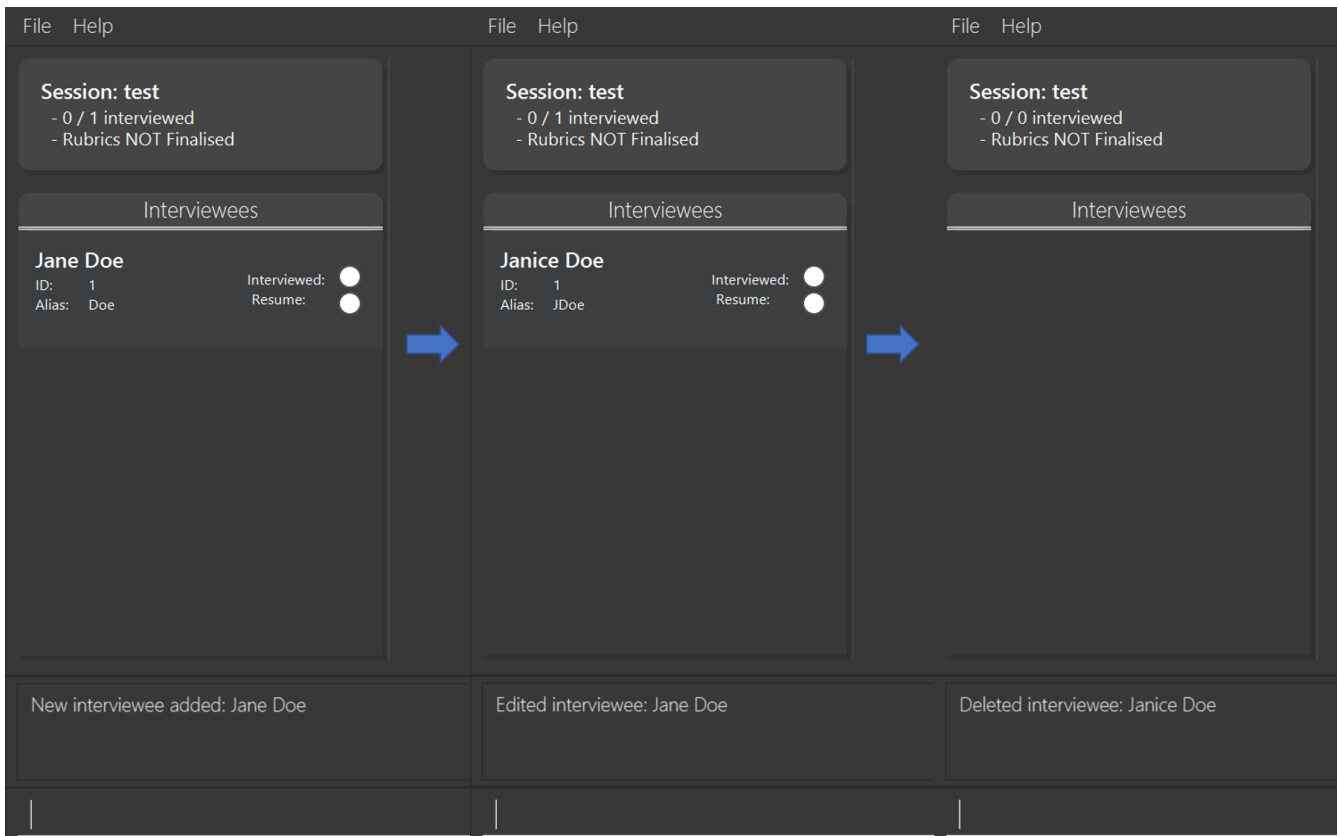 File Help
Session: test
- 0 / 1 interviewed
- Rubrics NOT Finalised
Interviewees
Jane Doe
ID: 1
Alias: Doe
Interviewed:
Resume:
New interviewee added: Jane Doe
File Help
Session: test
- 0 / 1 interviewed
- Rubrics NOT Finalised
Interviewees
Janice Doe
ID: 1
Alias: JDoe
Interviewed:
Resume:
Edited interviewee: Jane Doe
File Help
Session: test
- 0 / 0 interviewed
- Rubrics NOT Finalised
Interviewees
Deleted interviewee: Janice Doe